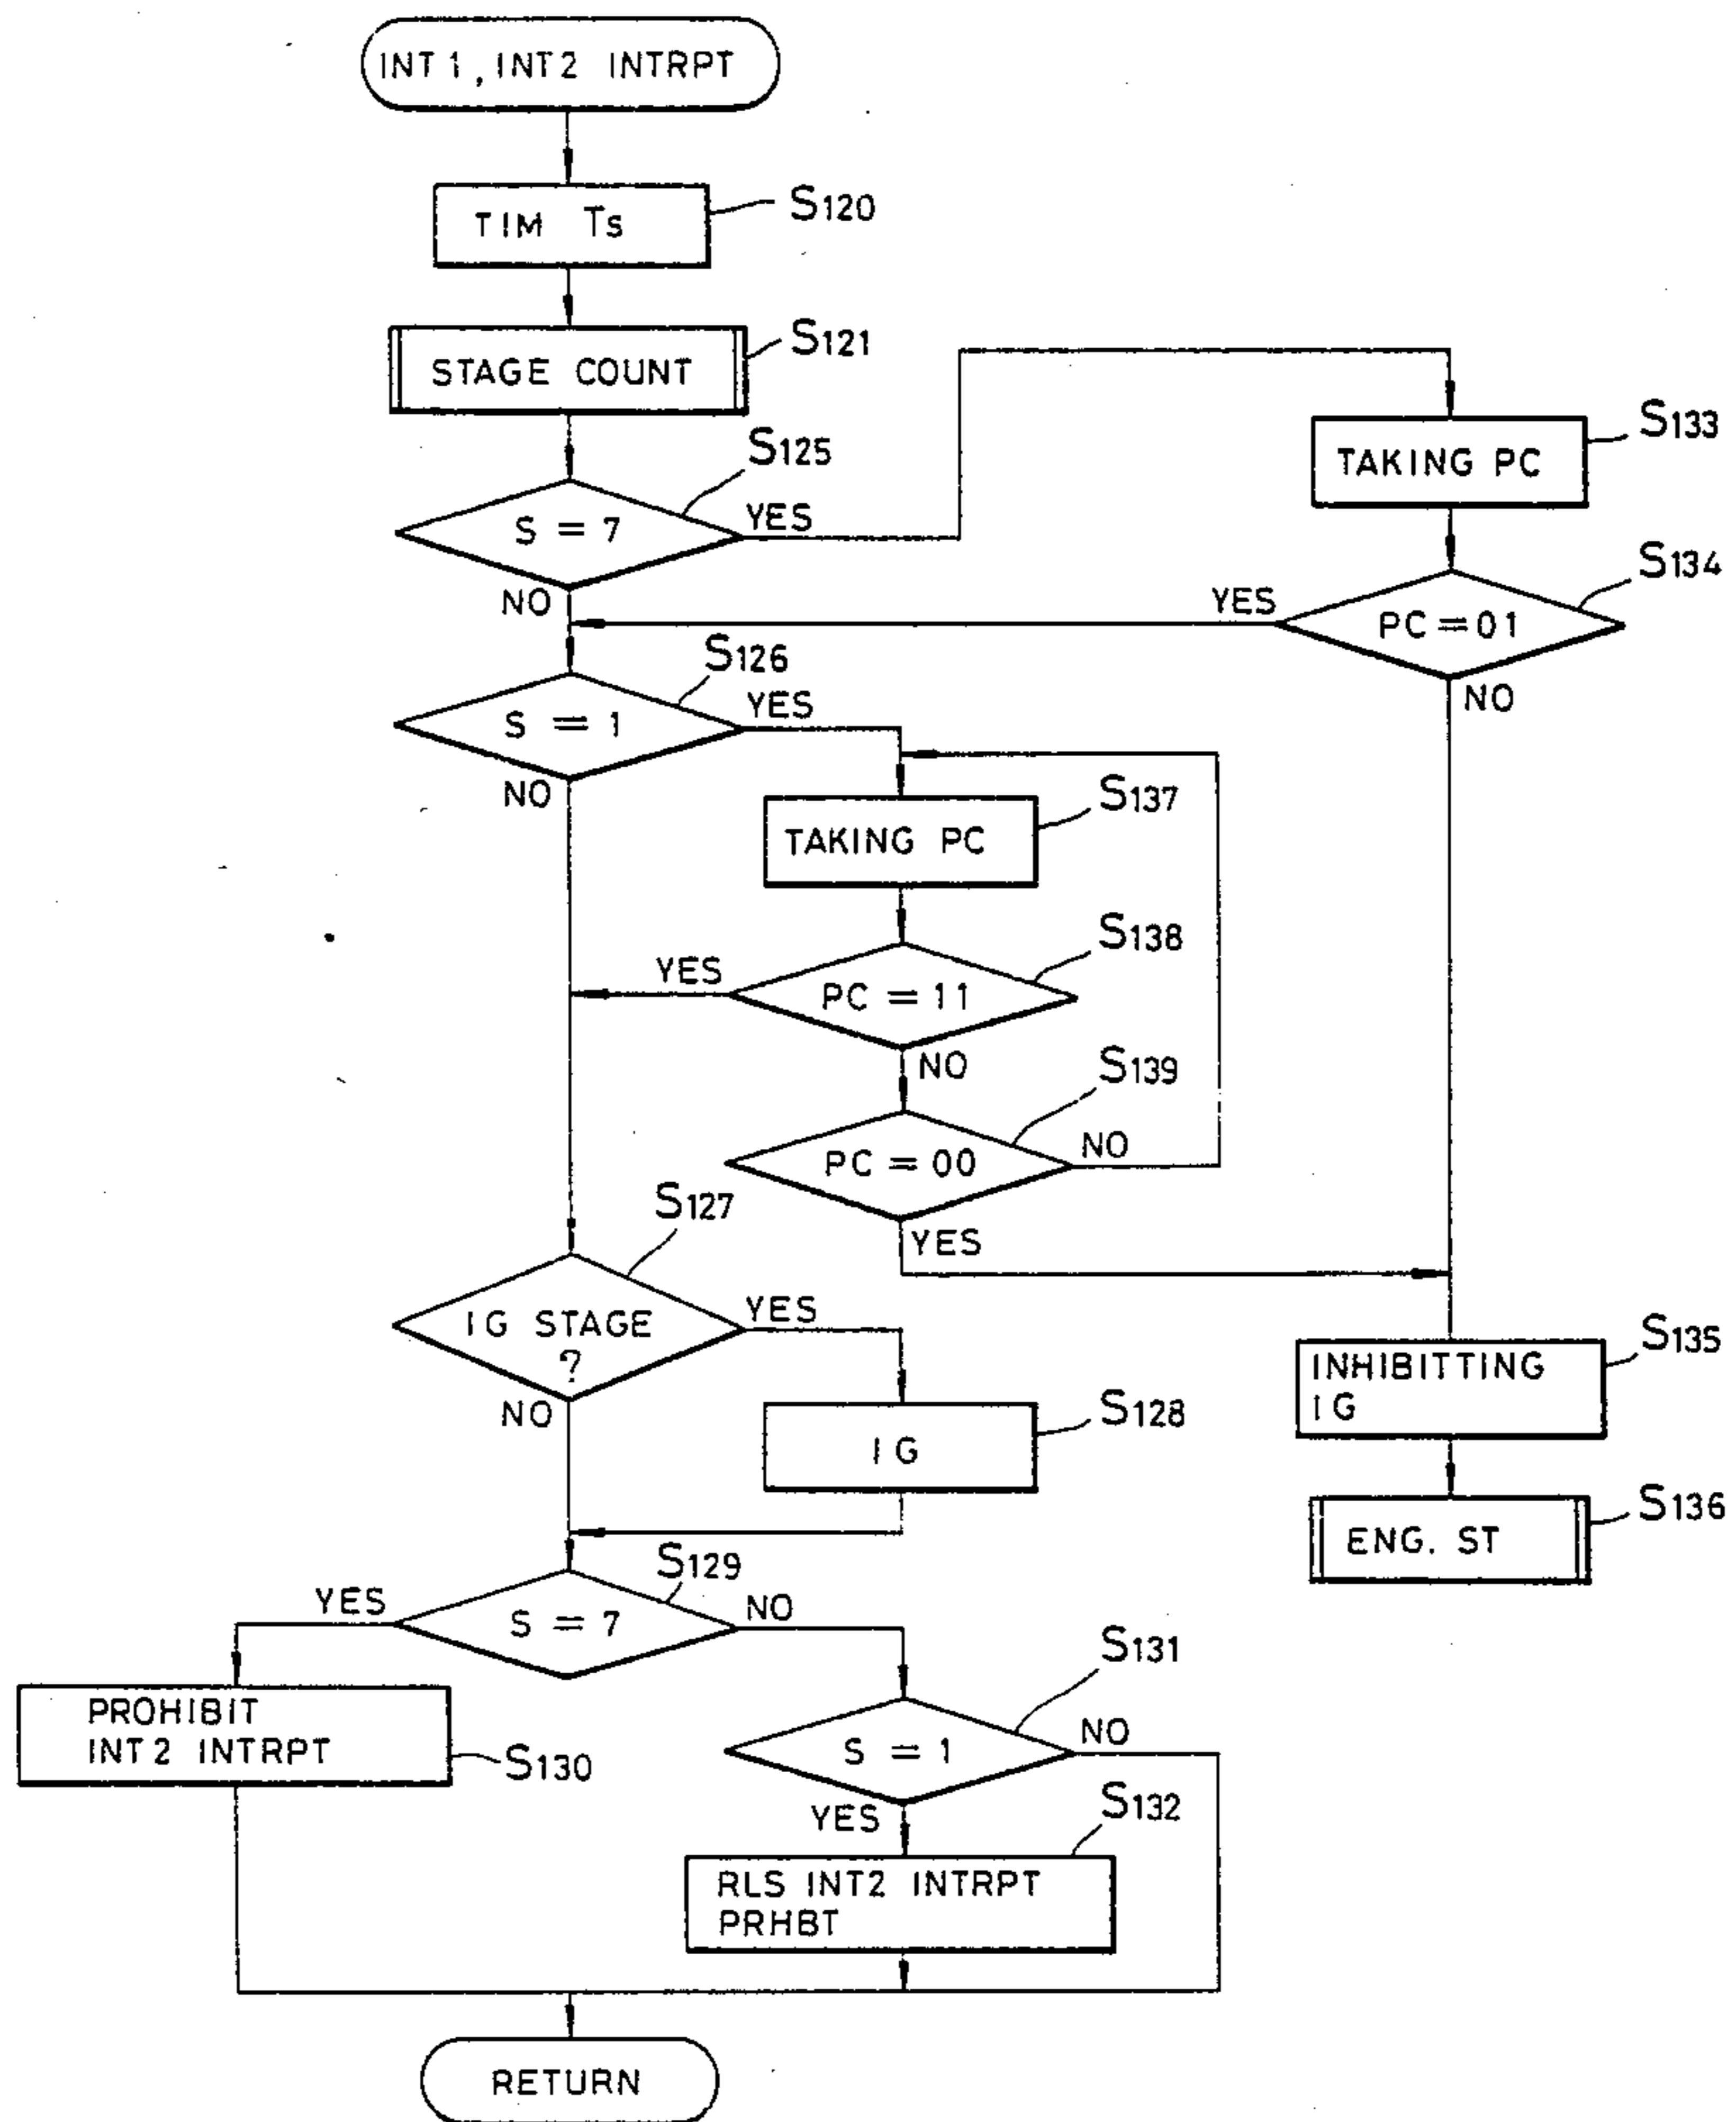 INT1, INT2 INTRPT
TIM Ts
S120
STAGE COUNT
S121
S = 7
S125
YES
NO
TAKING PC
S133
PC = 01
S134
YES
NO
S = 1
S126
YES
NO
TAKING PC
S137
PC = 11
S138
YES
NO
PC = 00
S139
NO
YES
IG STAGE
?
S127
YES
NO
IG
S128
INHIBITTING
IG
S135
ENG. ST
S136
S = 7
S129
YES
NO
PROHIBIT
INT2 INTRPT
S130
S = 1
S131
NO
YES
RLS INT2 INTRPT
PRHBT
S132
RETURN